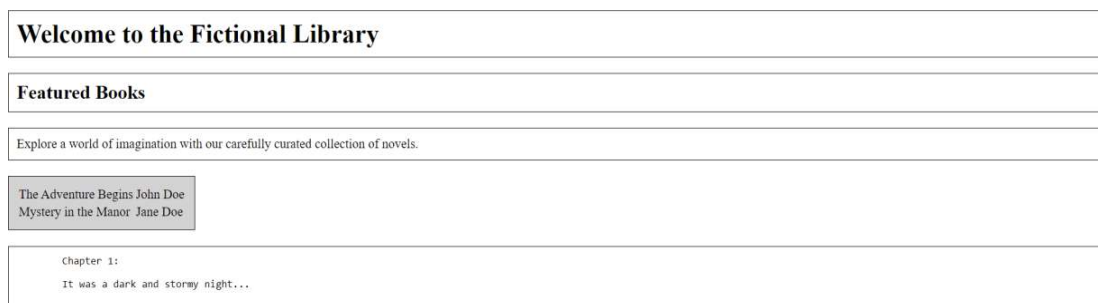 Welcome to the Fictional Library
Featured Books
Explore a world of imagination with our carefully curated collection of novels.
The Adventure Begins John Doe
Mystery in the Manor Jane Doe
Chapter 1:
It was a dark and stormy night...